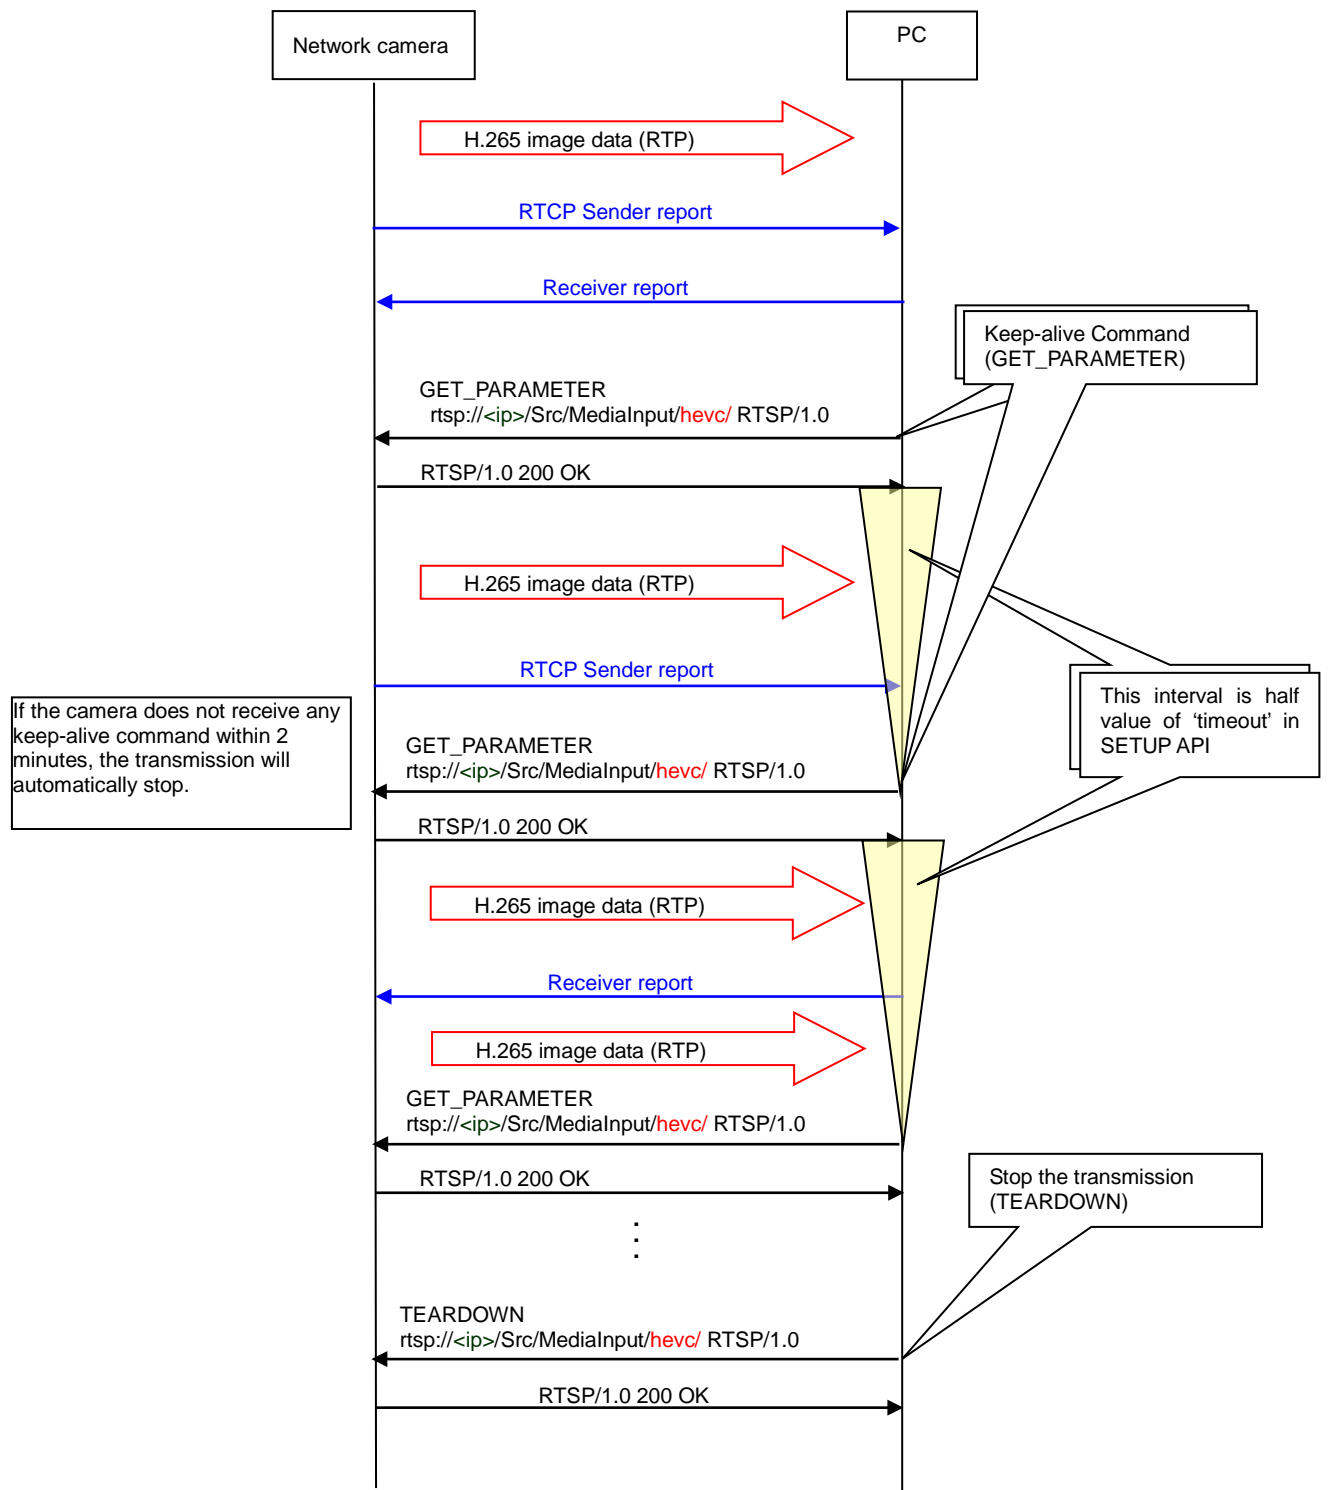 Network camera
PC
H.265 image data (RTP)
RTCP Sender report
Receiver report
Keep-alive Command
(GET_PARAMETER)
GET_PARAMETER
rtsp://<ip>/Src/MediaInput/hevc/ RTSP/1.0
RTSP/1.0 200 OK
H.265 image data (RTP)
RTCP Sender report
This interval is half
value of ‘timeout’ in
SETUP API
If the camera does not receive any
keep-alive command within 2
minutes, the transmission will
automatically stop.
GET_PARAMETER
rtsp://<ip>/Src/MediaInput/hevc/ RTSP/1.0
RTSP/1.0 200 OK
H.265 image data (RTP)
Receiver report
H.265 image data (RTP)
GET_PARAMETER
rtsp://<ip>/Src/MediaInput/hevc/ RTSP/1.0
RTSP/1.0 200 OK
Stop the transmission
(TEARDOWN)
TEARDOWN
rtsp://<ip>/Src/MediaInput/hevc/ RTSP/1.0
RTSP/1.0 200 OK